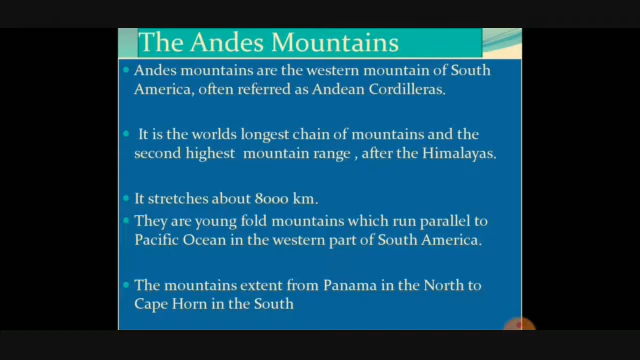 The Andes Mountains
Andes mountains are the western mountain of South
America, often referred as Andean Cordilleras.
It is the worlds longest chain of mountains and the
second highest mountain range , after the Himalayas.
It stretches about 8000 km.
They are young fold mountains which run parallel to
Pacific Ocean in the western part of South America.
The mountains extent from Panama in the North to
Cape Horn in the South